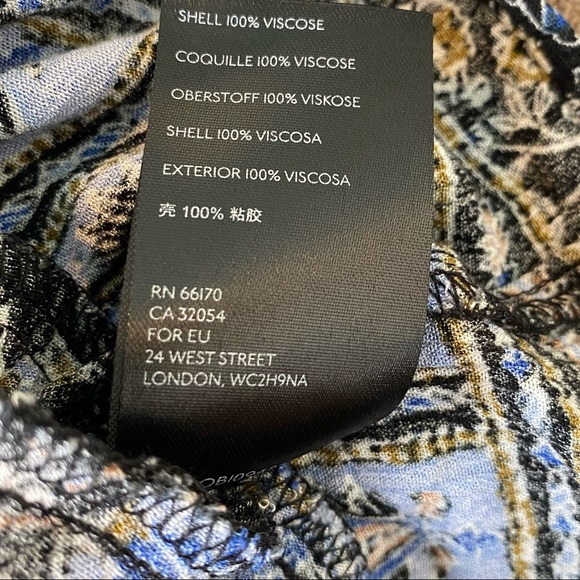 SHELL 100% VISCOSE
COQUILLE 100% VISCOSE
OBERSTOFF 100% VISKOSE
SHELL 100% VISCOSA
EXTERIOR 100% VISCOSA
壳 100% 粘胶
RN 66170
CA 32054
FOR EU
24 WEST STREET
LONDON, WC2H9NA